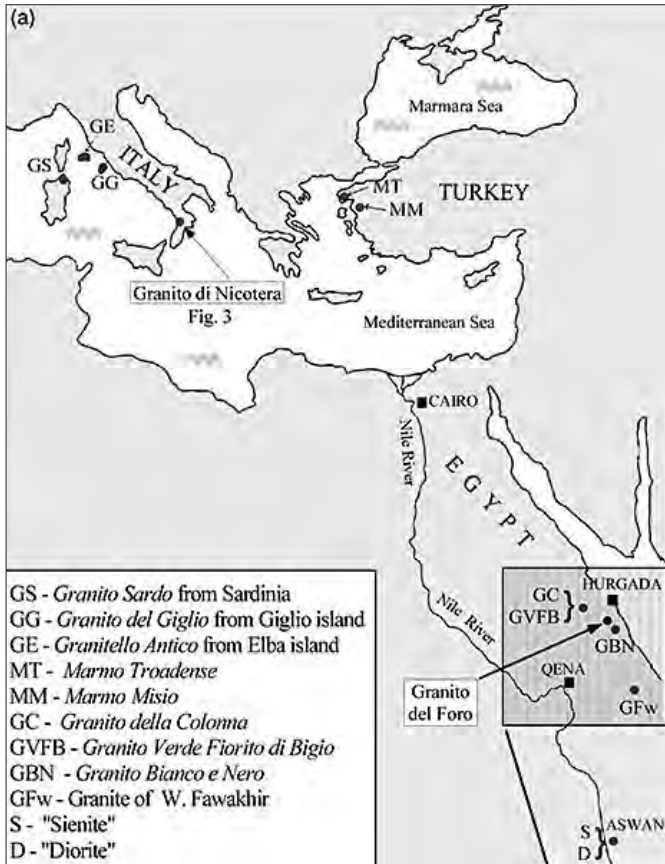 (a)
Marmara Sea
GE
GS
GG
ITALY
MT
MM
TURKEY
Granito di Nicotera
Fig. 3
Mediterranean Sea
CAIRO
Nile River
EGYPT
HURGADA
GC
GVFB
GBN
Nile River
QENA
Granito
del Foro
GFw
S
D
ASWAN
GS - Granito Sardo from Sardinia
GG - Granito del Giglio from Giglio island
GE - Granitello Antico from Elba island
MT - Marmo Troadense
MM - Marmo Misio
GC - Granito della Colonna
GVFB - Granito Verde Fiorito di Bigio
GBN - Granito Bianco e Nero
GFw - Granite of W. Fawakhir
S - "Sienite"
D - "Diorite"